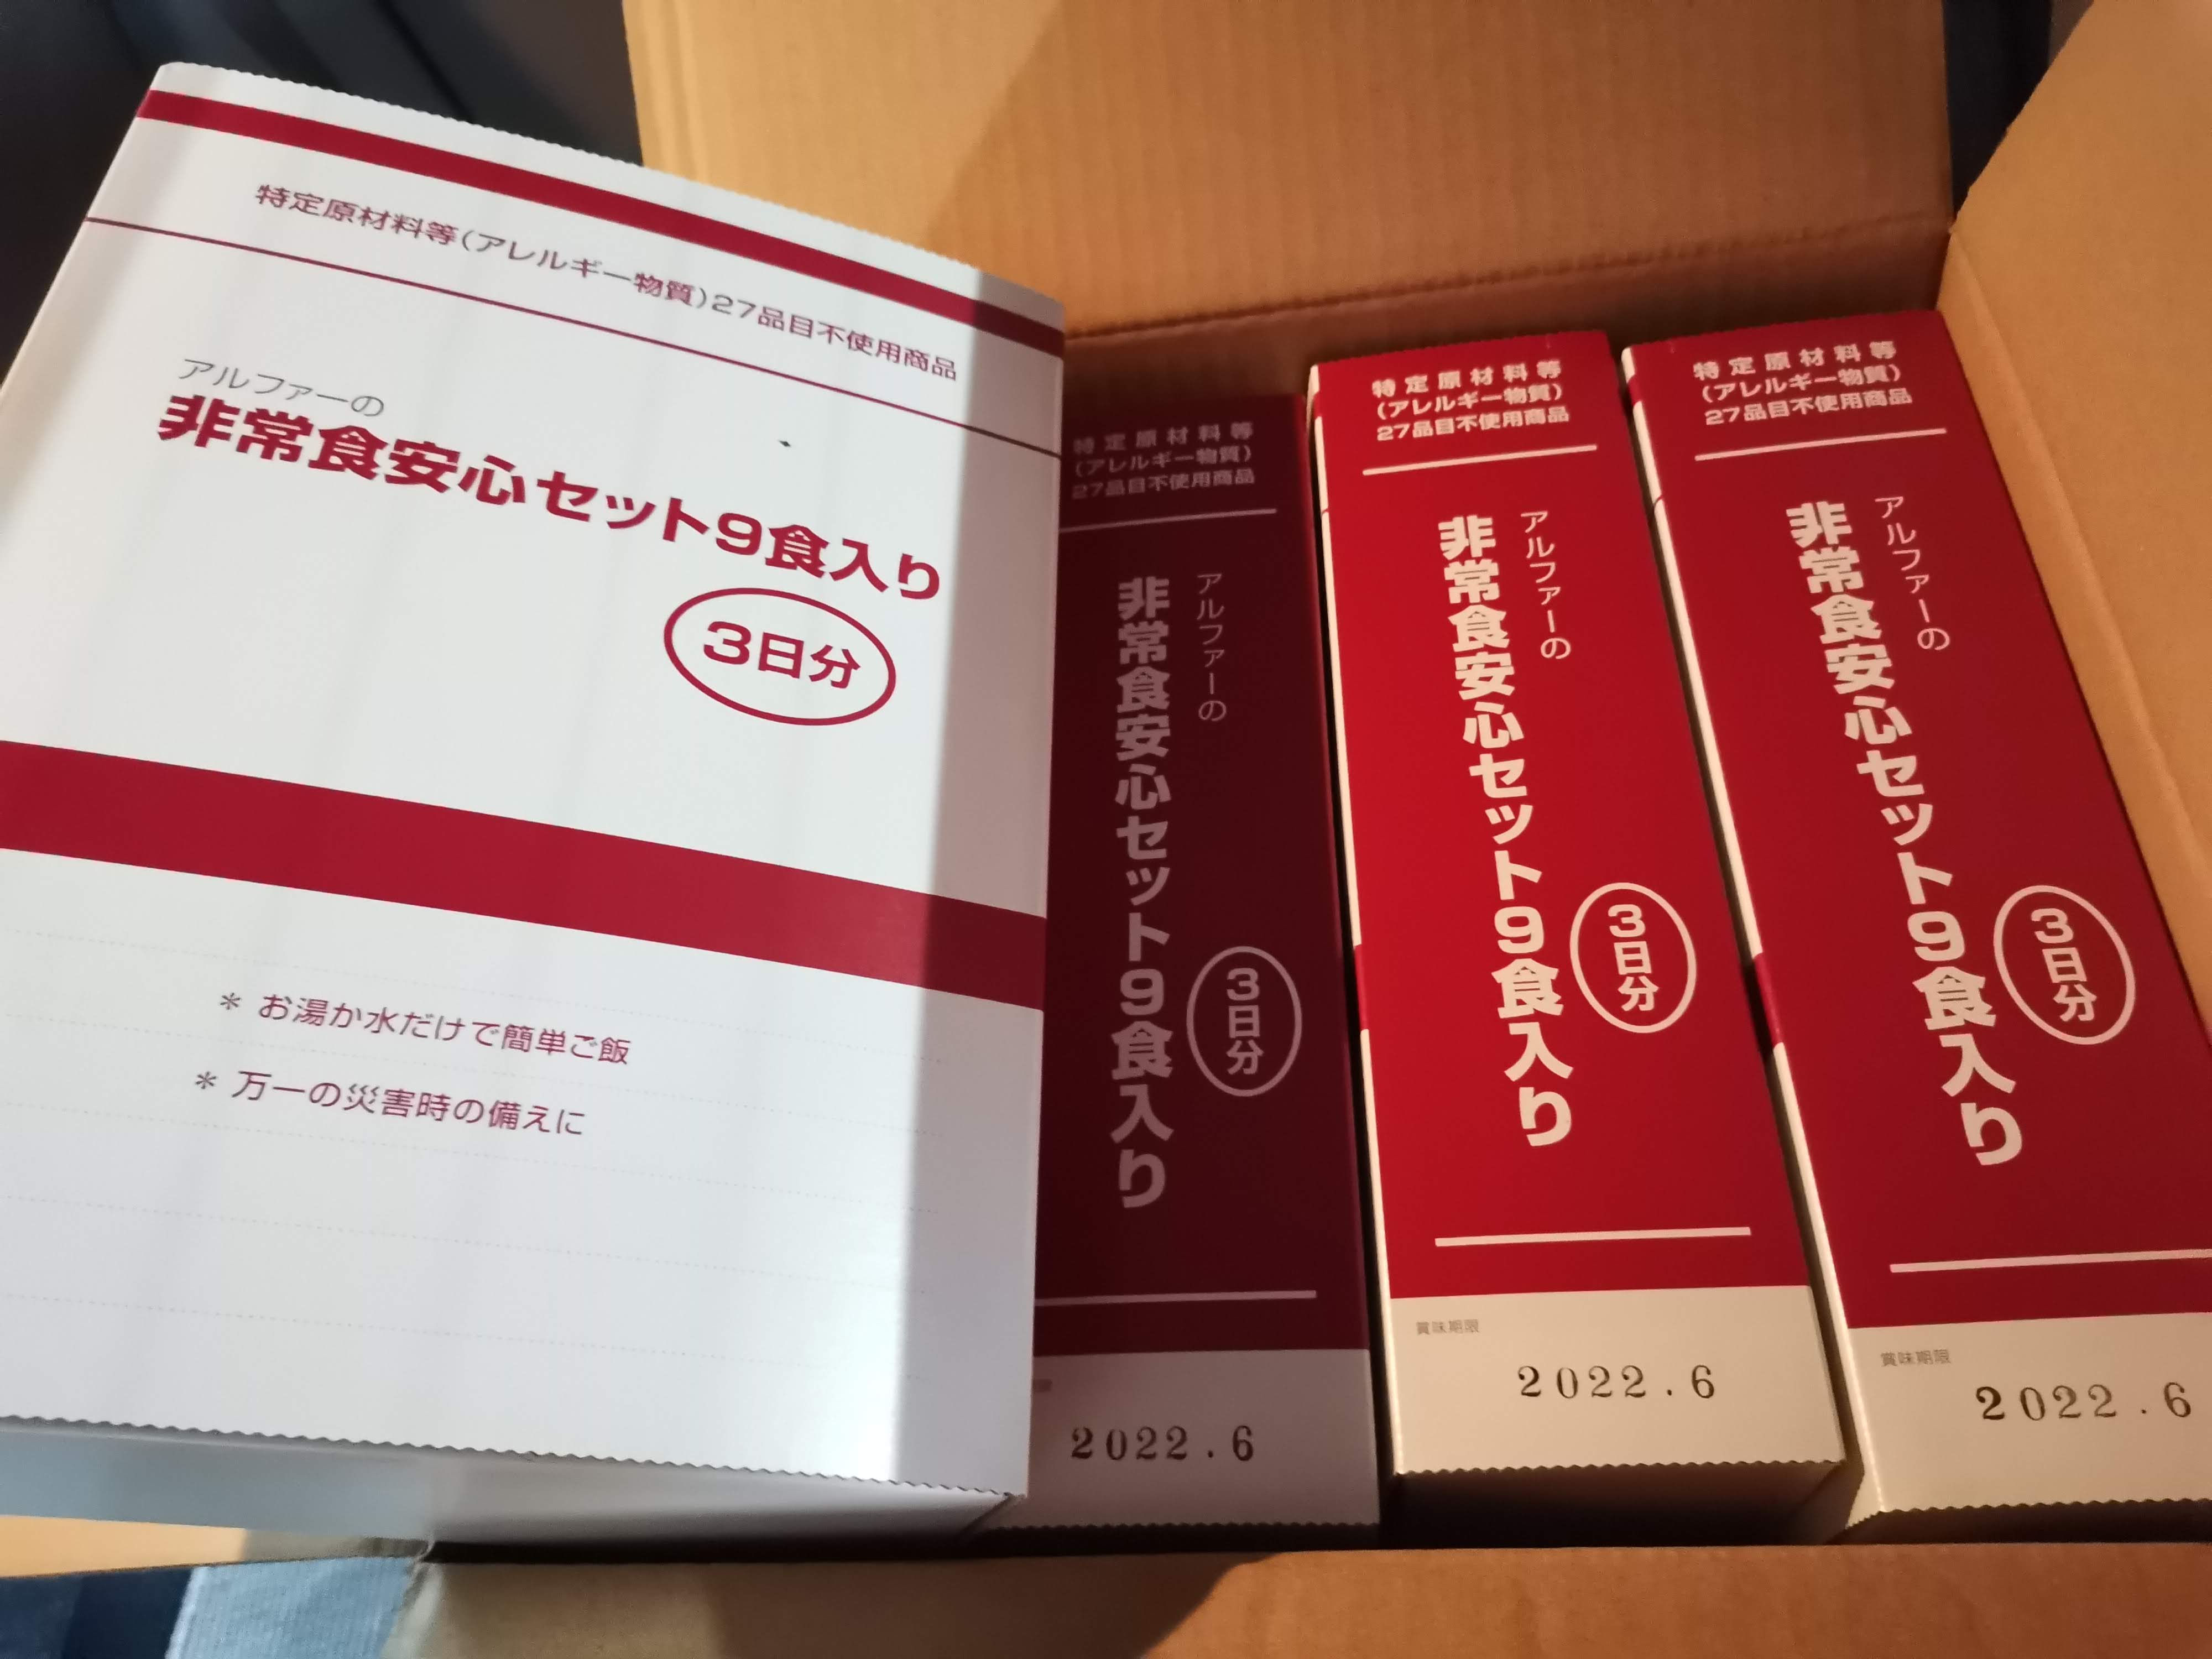 特定原材料等(アレルギー物質)27品目不使用商品
アルファーの
非常食安心セット9食入り
3日分
* お湯か水だけで簡単ご飯
* 万一の災害時の備えに
特定原材料等
(アレルギー物質)
27品目不使用商品
アルファーの
非常食安心セット9食入り
3日分
2022.6
特定原材料等
(アレルギー物質)
27品目不使用商品
アルファーの
非常食安心セット9食入り
3日分
賞味期限
2022.6
特定原材料等
(アレルギー物質)
27品目不使用商品
アルファーの
非常食安心セット9食入り
3日分
賞味期限
2022.6